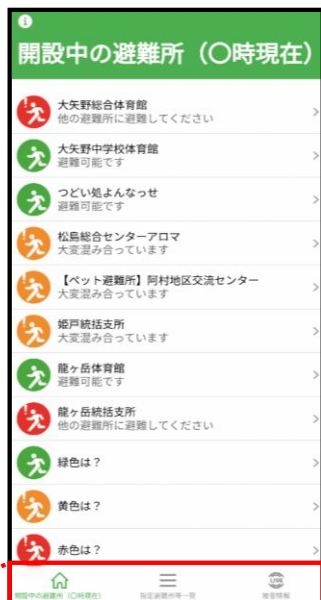 開設中の避難所（〇時現在）
大矢野総合体育館
他の避難所に避難してください
大矢野中学校体育館
避難可能です
つどい処よんなっせ
避難可能です
松島総合センターアロマ
大変混み合っています
【ペット避難所】阿村地区交流センター
大変混み合っています
姫戸統括支所
大変混み合っています
龍ヶ岳体育館
避難可能です
龍ヶ岳統括支所
他の避難所に避難してください
緑色は？
黄色は？
赤色は？
開設中の避難所（〇時現在）
指定避難所等一覧
被害情報